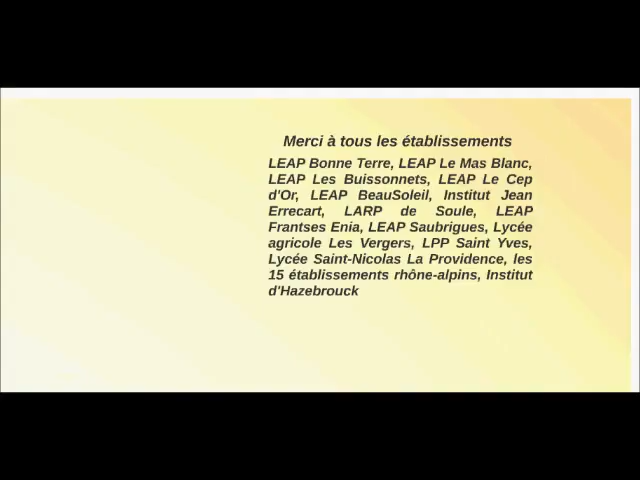 Merci à tous les établissements
LEAP Bonne Terre, LEAP Le Mas Blanc,
LEAP Les Buissonnets, LEAP Le Cep
d'Or, LEAP BeauSoleil, Institut Jean
Errecart, LARP de Soule, LEAP
Frantses Enia, LEAP Saubrigues, Lycée
agricole Les Vergers, LPP Saint Yves,
Lycée Saint-Nicolas La Providence, les
15 établissements rhône-alpins, Institut
d'Hazebrouck